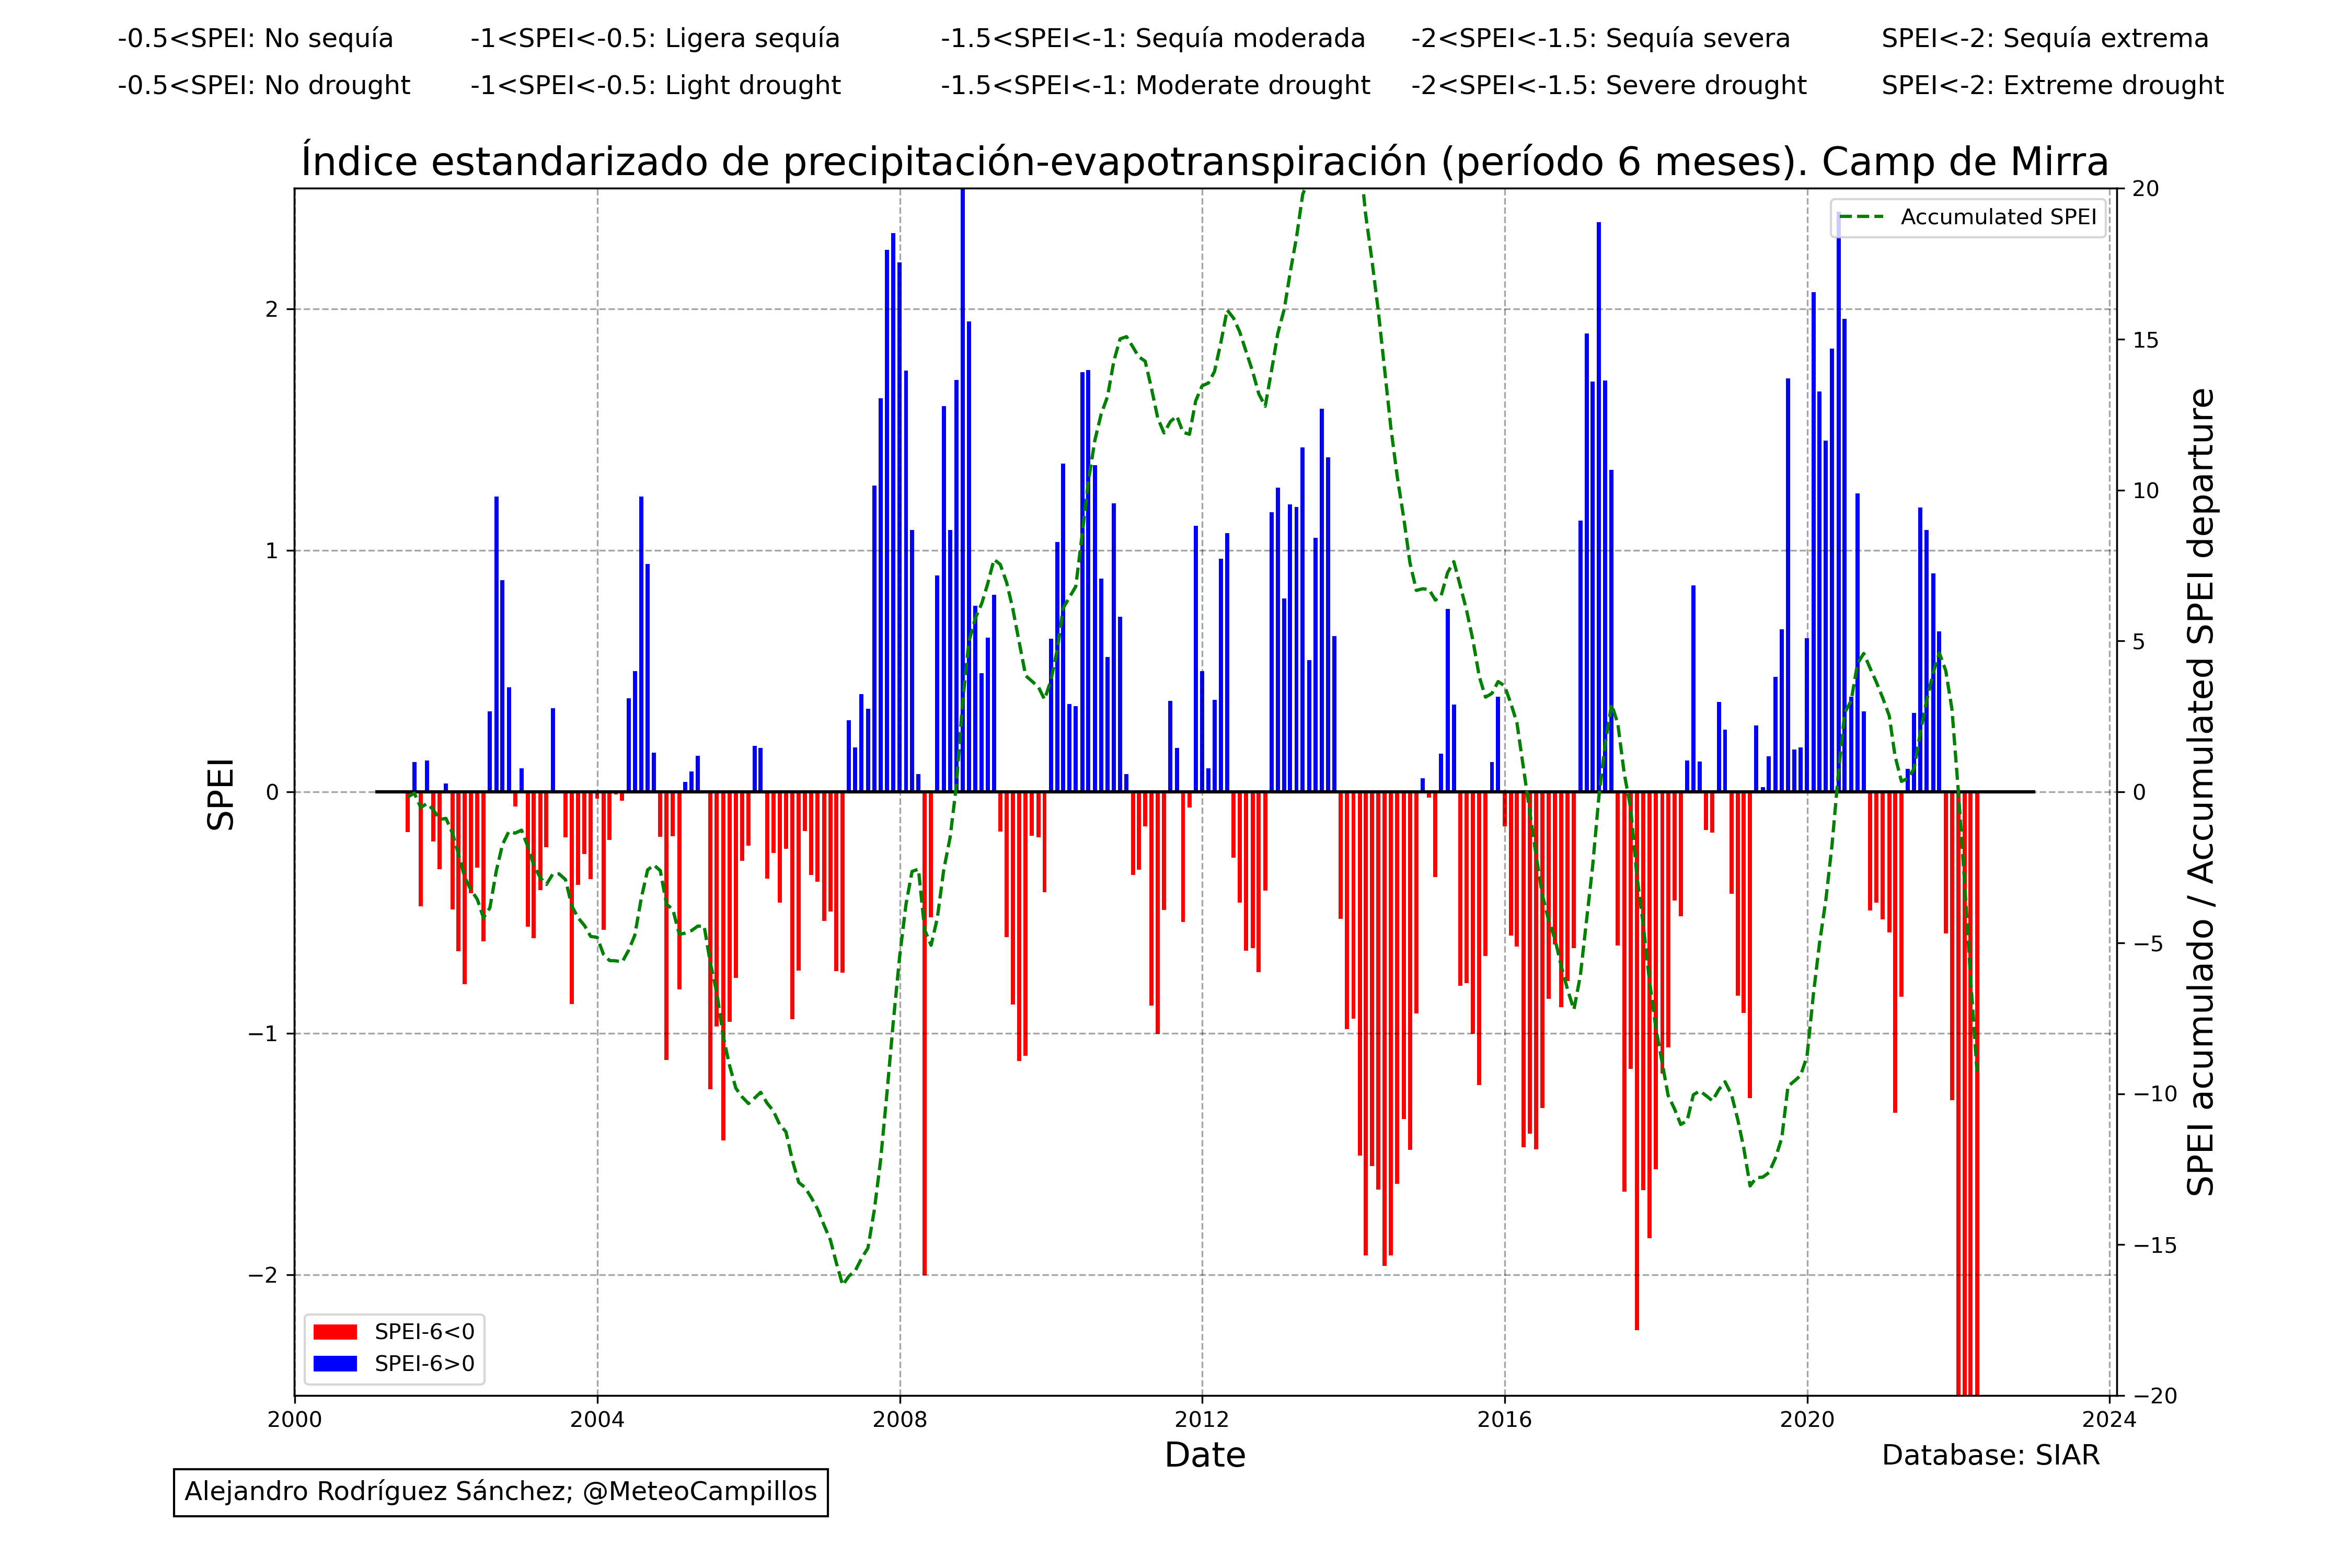 -0.5<SPEI: No sequía -1<SPEI<-0.5: Ligera sequía -1.5<SPEI<-1: Sequía moderada -2<SPEI<-1.5: Sequía severa SPEI<-2: Sequía extrema
-0.5<SPEI: No drought -1<SPEI<-0.5: Light drought -1.5<SPEI<-1: Moderate drought -2<SPEI<-1.5: Severe drought SPEI<-2: Extreme drought
Índice estandarizado de precipitación-evapotranspiración (período 6 meses). Camp de Mirra
Accumulated SPEI
SPEI
2
1
0
−1
−2
20
15
10
5
0
−5
−10
−15
−20
SPEI acumulado / Accumulated SPEI departure
SPEI-6<0
SPEI-6>0
2000 2004 2008 2012 2016 2020 2024
Date
Database: SIAR
Alejandro Rodríguez Sánchez; @MeteoCampillos